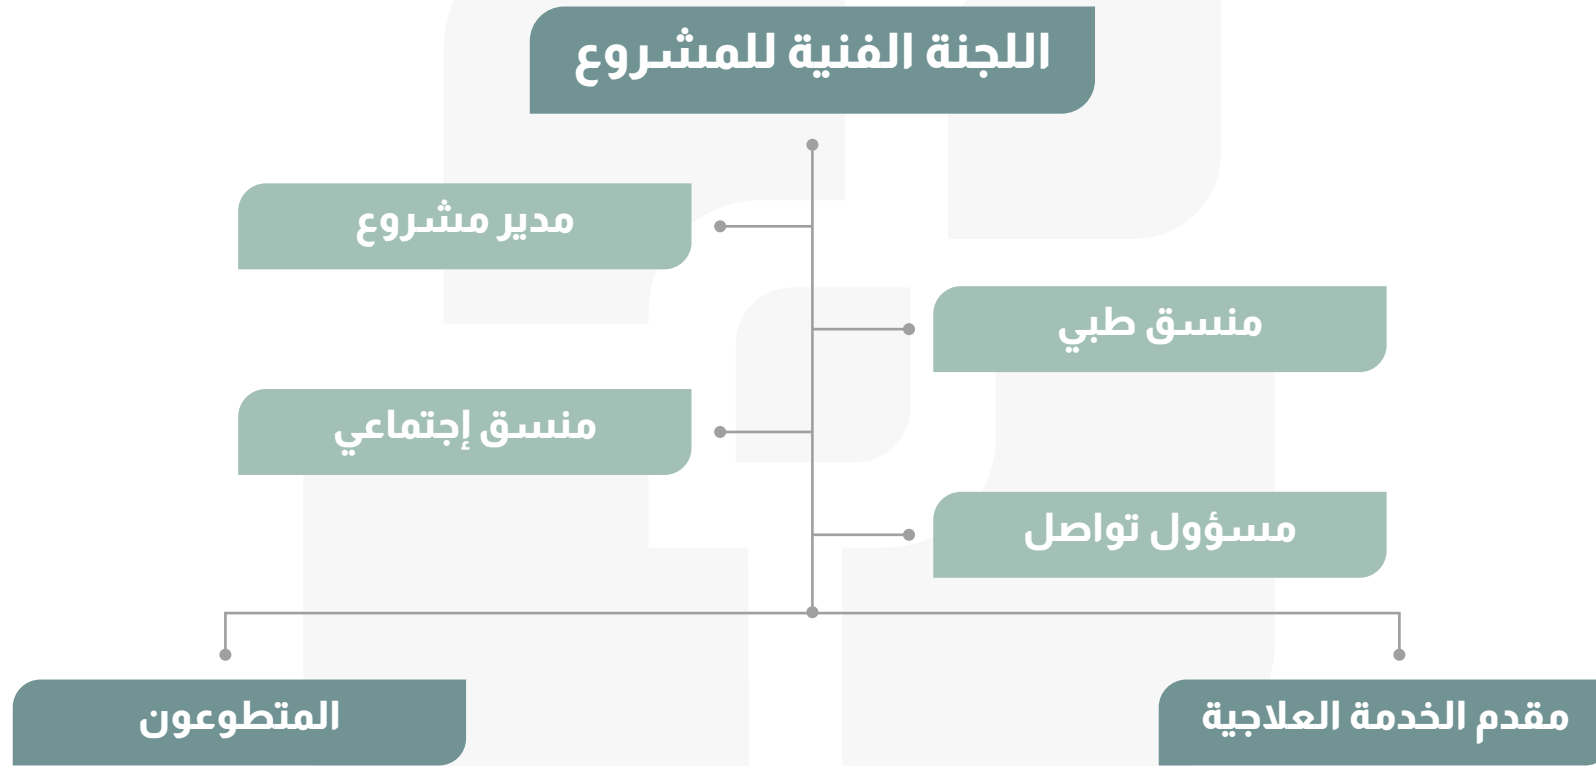 اللجنة الفنية للمشروع
مدير مشروع
منسق طبي
منسق إجتماعي
مسؤول تواصل
مقدم الخدمة العلاجية
المتطوعون